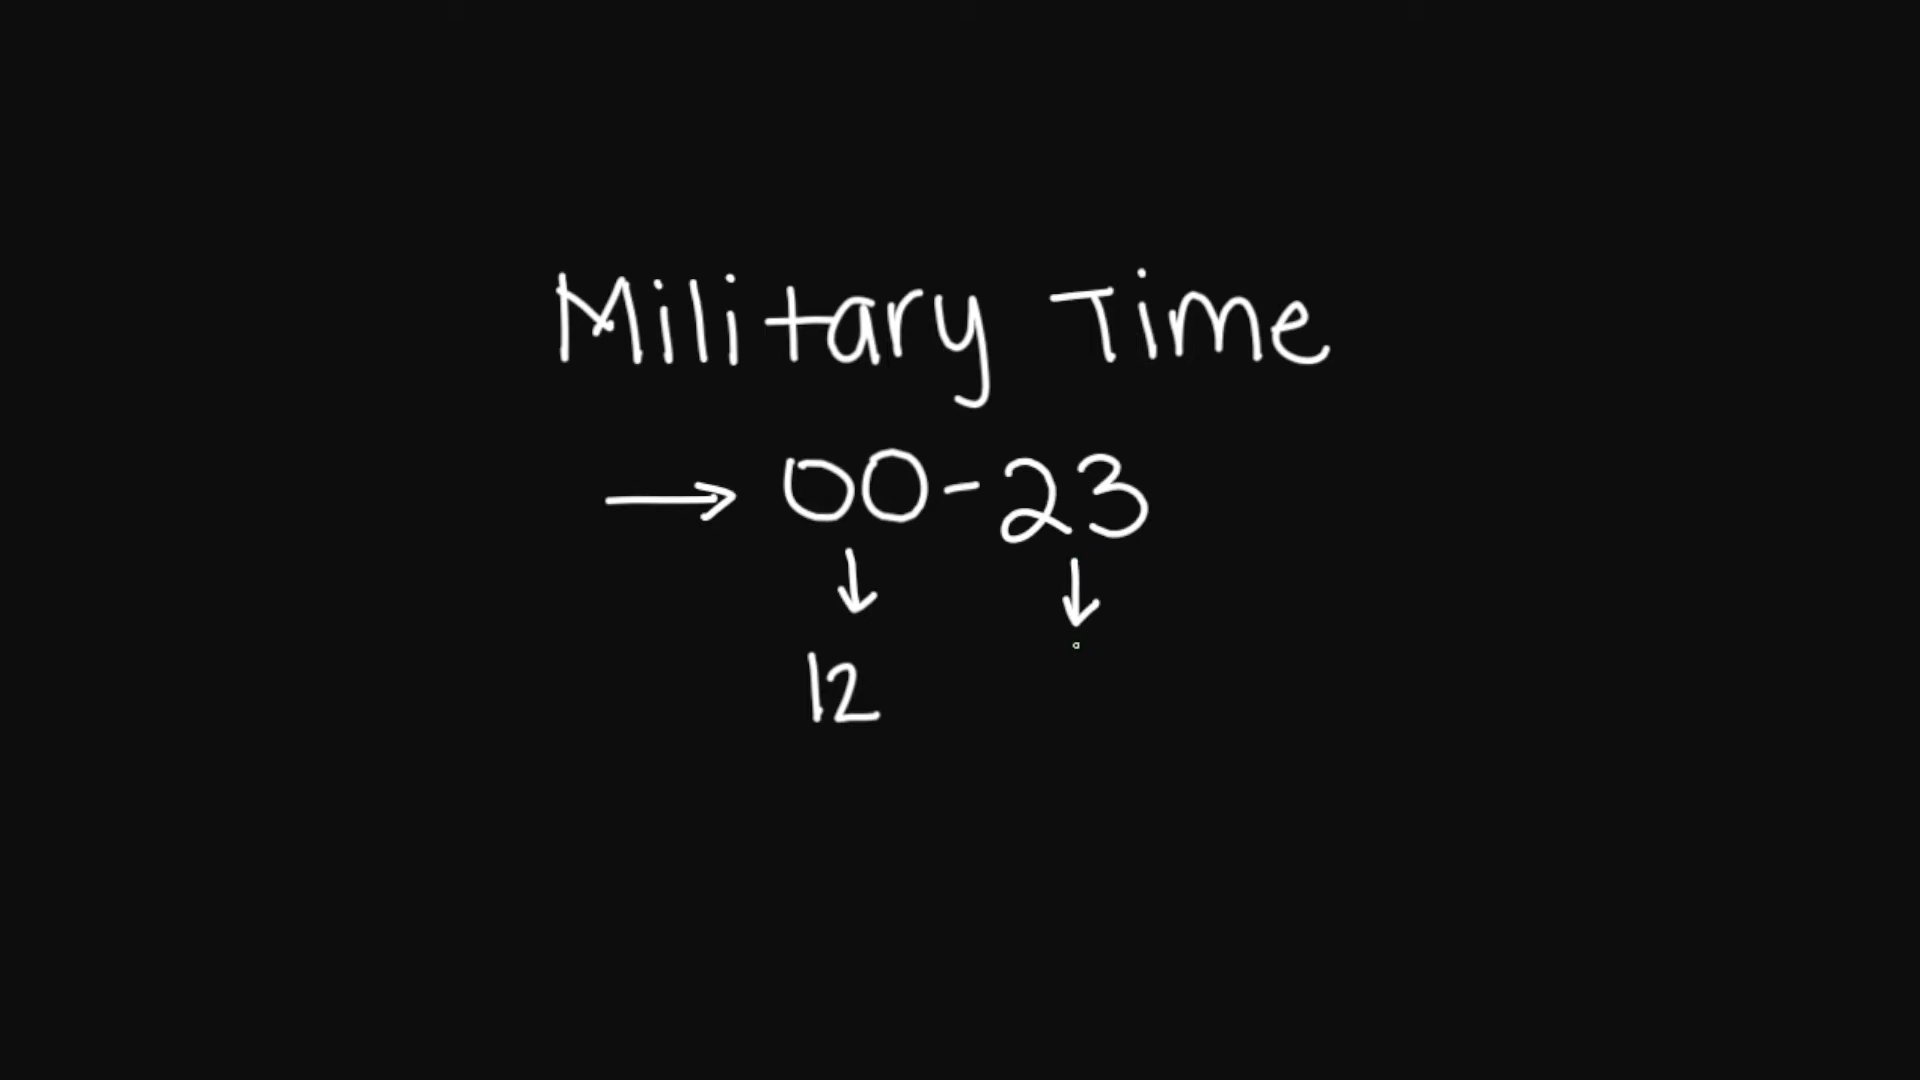 Military Time
→ 00-23
↓ ↓
12